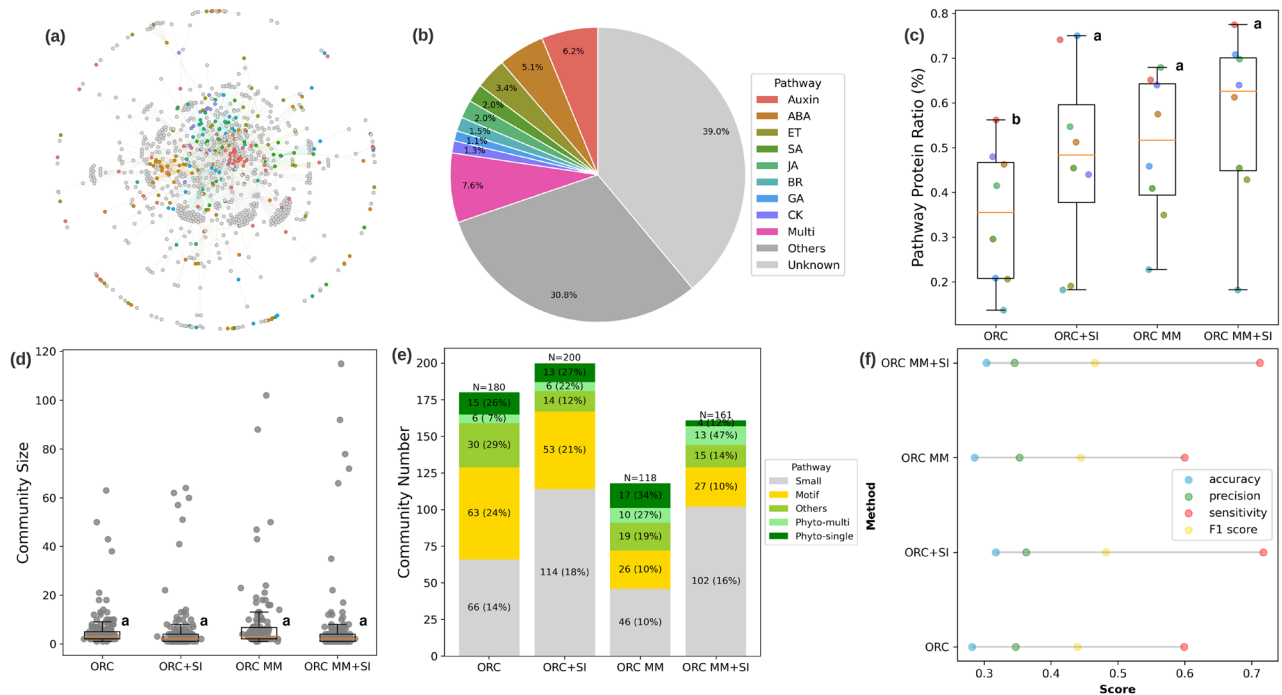 (a)
(b)
6.2%
5.1%
3.4%
2.0%
2.0%
1.5%
1.1%
1.3%
7.6%
30.8%
39.0%
Pathway
Auxin
ABA
ET
SA
JA
BR
GA
CK
Multi
Others
Unknown
(c)
Pathway Protein Ratio (%)
0.8
0.7
0.6
0.5
0.4
0.3
0.2
b
a
a
a
ORC
ORC+SI
ORC MM
ORC MM+SI
(d)
Community Size
120
100
80
60
40
20
0
a
a
a
a
ORC
ORC+SI
ORC MM
ORC MM+SI
(e)
Community Number
200
175
150
125
100
75
50
25
0
N=180
15 (26%)
6 ( 7%)
30 (29%)
63 (24%)
66 (14%)
N=200
13 (27%)
6 (22%)
14 (12%)
53 (21%)
114 (18%)
N=118
17 (34%)
10 (27%)
19 (19%)
26 (10%)
46 (10%)
N=161
4 (12%)
13 (47%)
15 (14%)
27 (10%)
102 (16%)
ORC
ORC+SI
ORC MM
ORC MM+SI
Pathway
Small
Motif
Others
Phyto-multi
Phyto-single
(f)
Method
ORC MM+SI
ORC MM
ORC+SI
ORC
accuracy
precision
sensitivity
F1 score
0.3
0.4
0.5
0.6
0.7
Score